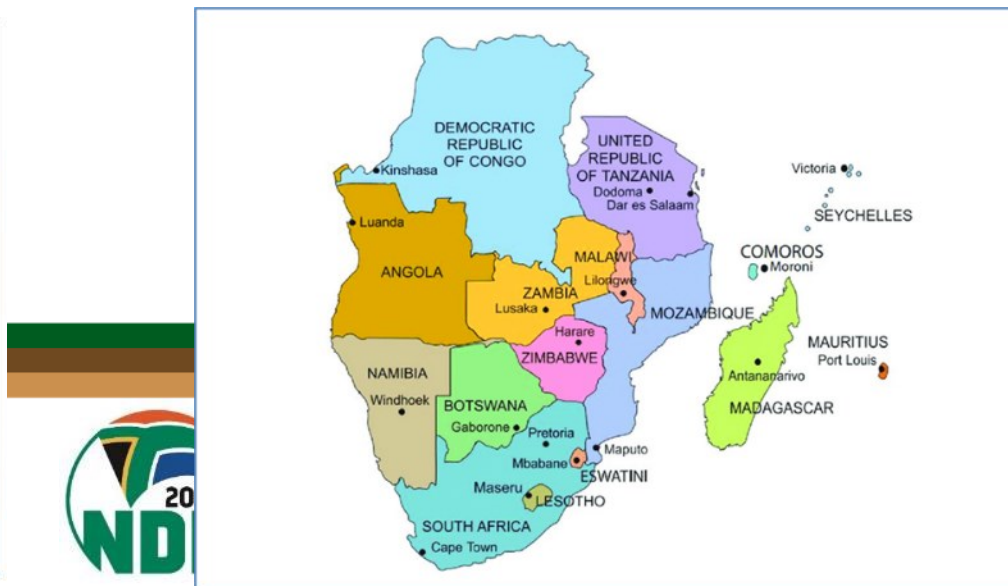 DEMOCRATIC
REPUBLIC
OF CONGO
Kinshasa
UNITED
REPUBLIC
OF TANZANIA
Dodoma
Dar es Salaam
Victoria
SEYCHELLES
COMOROS
Moroni
Luanda
ANGOLA
MALAWI
Lilongwe
ZAMBIA
Lusaka
MOZAMBIQUE
Harare
ZIMBABWE
MAURITIUS
Port Louis
Antananarivo
MADAGASCAR
NAMIBIA
Windhoek
BOTSWANA
Gaborone
Pretoria
Maputo
Mbabane
ESWATINI
Maseru
LESOTHO
SOUTH AFRICA
Cape Town
20
ND